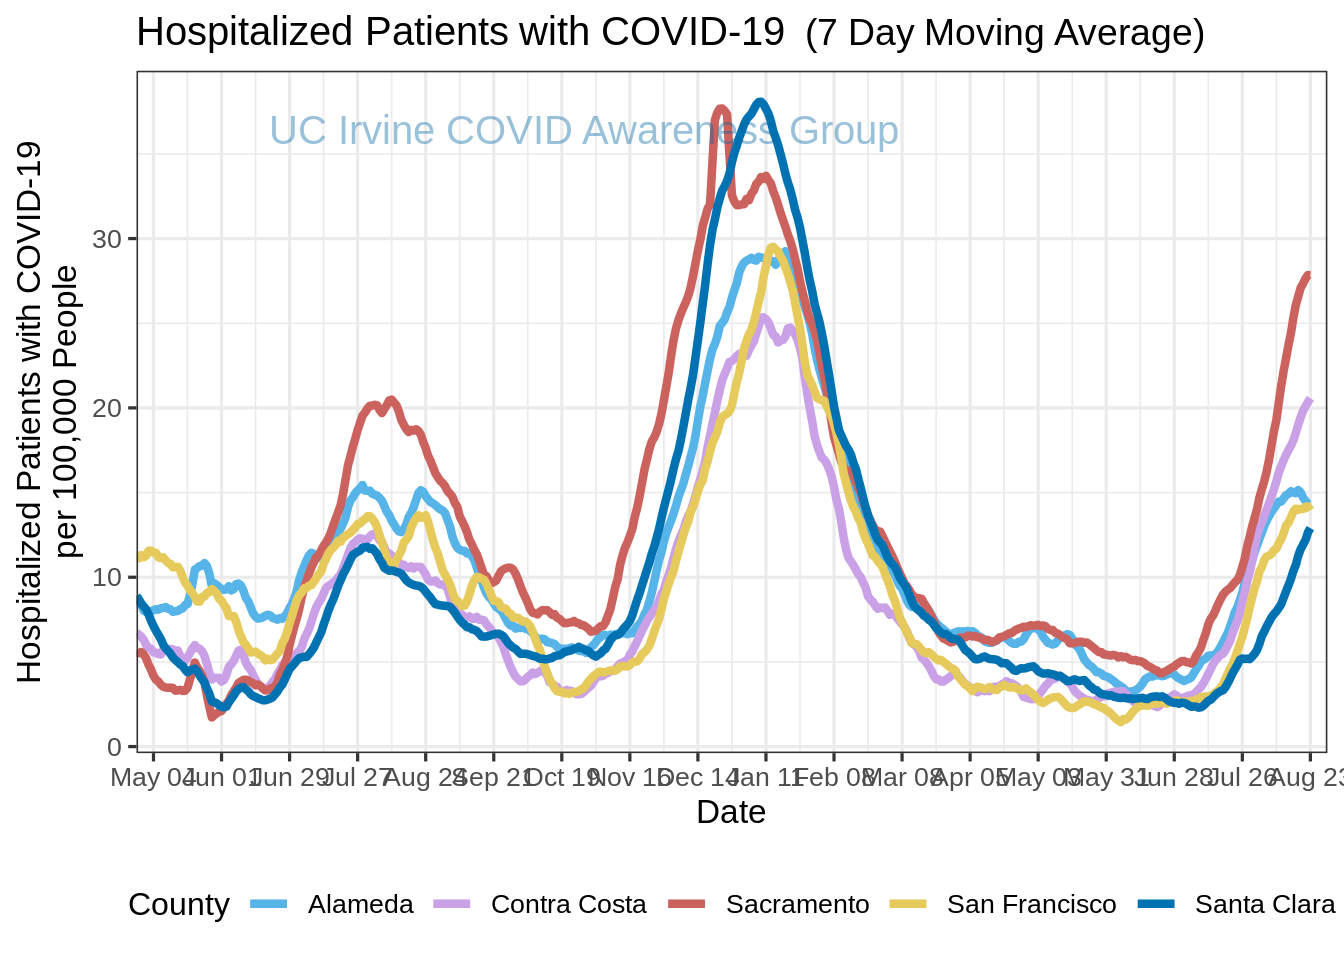 Hospitalized Patients with COVID-19 (7 Day Moving Average)
UC Irvine COVID Awareness Group
Hospitalized Patients with COVID-19
per 100,000 People
30
20
10
0
May 04 Jun 01 Jun 29 Jul 27 Aug 24 Sep 21 Oct 19 Nov 16 Dec 14 Jan 11 Feb 08 Mar 08 Apr 05 May 03 May 31 Jun 28 Jul 26 Aug 23
Date
County Alameda Contra Costa Sacramento San Francisco Santa Clara